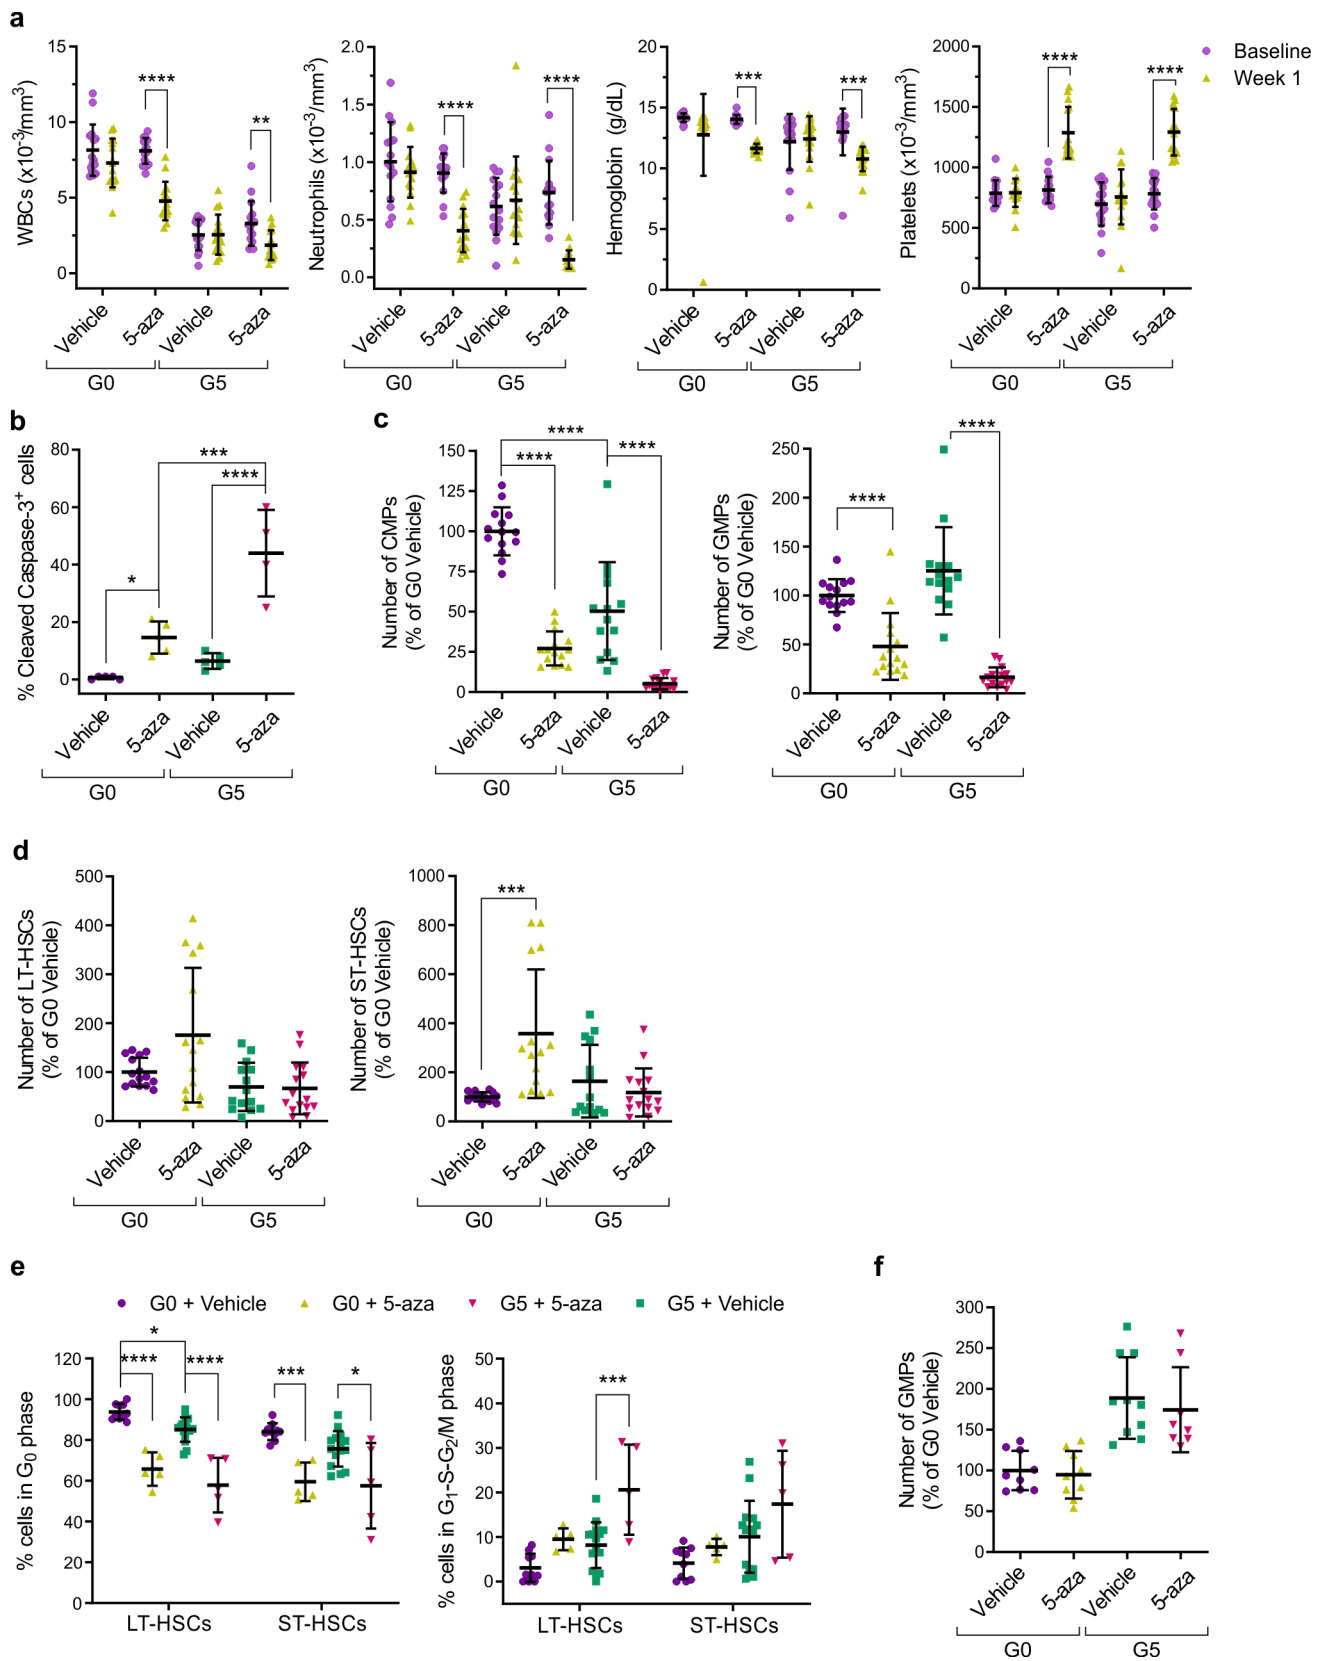 a
WBCs (x10⁻³/mm³)
15
10
5
0
****
**
Vehicle
5-aza
Vehicle
5-aza
G0
G5
Neutrophils (x10⁻³/mm³)
2.0
1.5
1.0
0.5
0.0
****
****
Vehicle
5-aza
Vehicle
5-aza
G0
G5
Hemoglobin (g/dL)
20
15
10
5
0
***
***
Vehicle
5-aza
Vehicle
5-aza
G0
G5
Platelets (x10⁻³/mm³)
2000
1500
1000
500
0
****
****
Vehicle
5-aza
Vehicle
5-aza
G0
G5
Baseline
Week 1
b
% Cleaved Caspase-3⁺ cells
80
60
40
20
0
***
****
*
Vehicle
5-aza
Vehicle
5-aza
G0
G5
c
Number of CMPs
(% of G0 Vehicle)
150
125
100
75
50
25
0
****
****
****
Vehicle
5-aza
Vehicle
5-aza
G0
G5
Number of GMPs
(% of G0 Vehicle)
250
200
150
100
50
0
****
****
Vehicle
5-aza
Vehicle
5-aza
G0
G5
d
Number of LT-HSCs
(% of G0 Vehicle)
500
400
300
200
100
0
Vehicle
5-aza
Vehicle
5-aza
G0
G5
Number of ST-HSCs
(% of G0 Vehicle)
1000
800
600
400
200
0
***
Vehicle
5-aza
Vehicle
5-aza
G0
G5
e
G0 + Vehicle
G0 + 5-aza
G5 + 5-aza
G5 + Vehicle
% cells in G₀ phase
120
100
80
60
40
20
0
*
****
****
***
*
LT-HSCs
ST-HSCs
% cells in G₁-S-G₂/M phase
50
40
30
20
10
0
***
LT-HSCs
ST-HSCs
f
Number of GMPs
(% of G0 Vehicle)
300
250
200
150
100
50
0
Vehicle
5-aza
Vehicle
5-aza
G0
G5